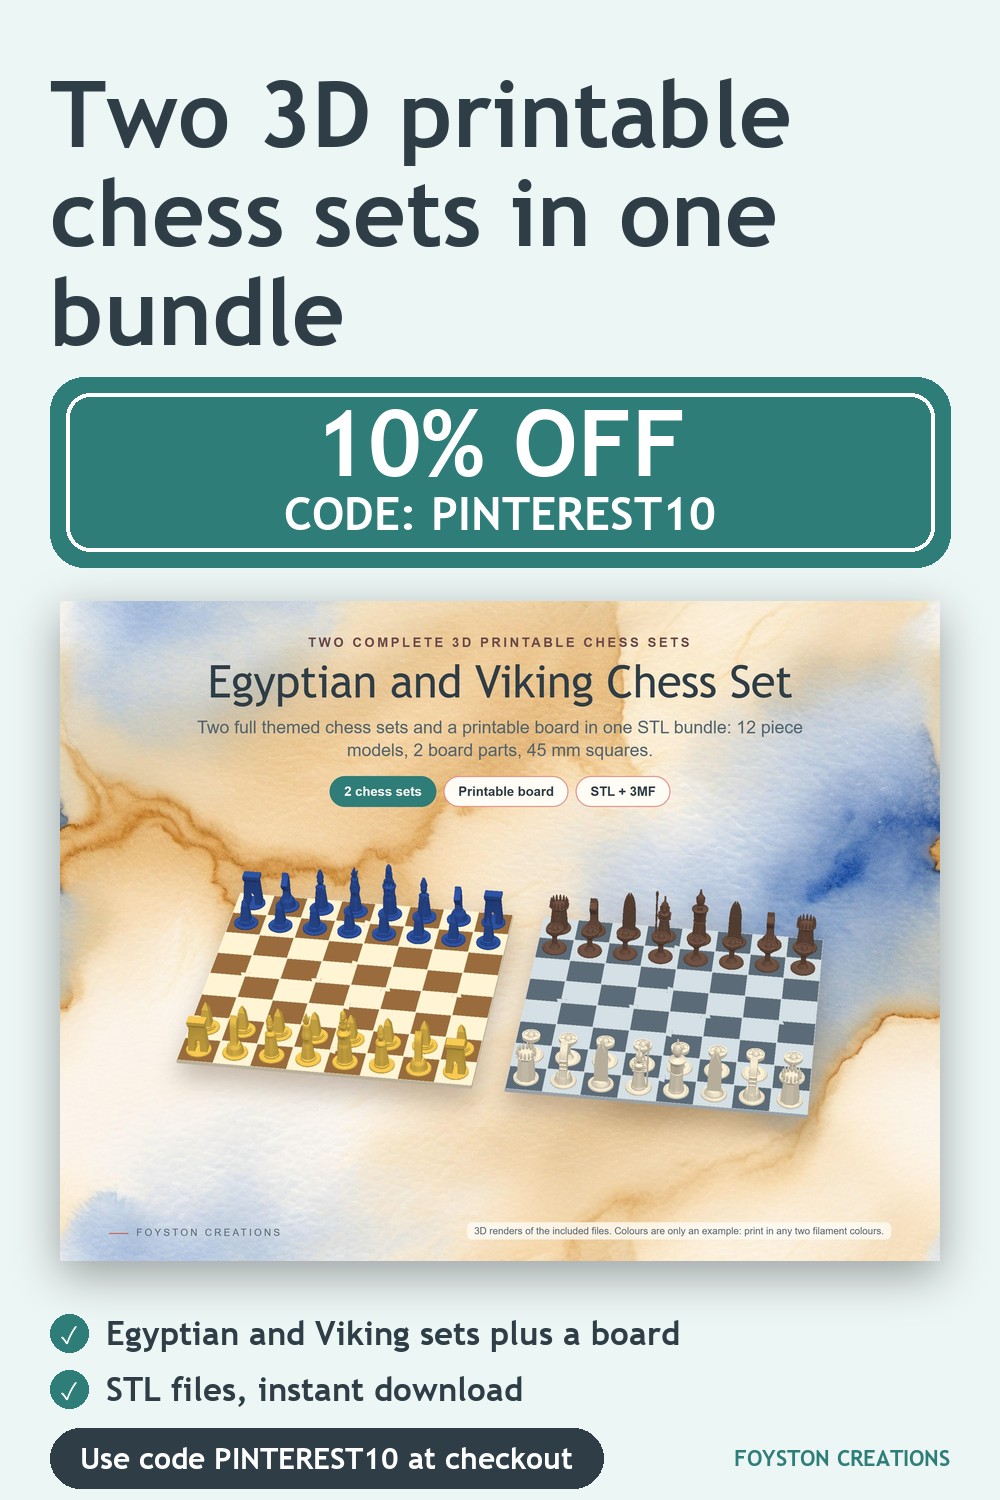 Two 3D printable
chess sets in one
bundle
10% OFF
CODE: PINTEREST10
TWO COMPLETE 3D PRINTABLE CHESS SETS
Egyptian and Viking Chess Set
Two full themed chess sets and a printable board in one STL bundle: 12 piece
models, 2 board parts, 45 mm squares.
2 chess sets
Printable board
STL + 3MF
FOYSTON CREATIONS
3D renders of the included files. Colours are only an example: print in any two filament colours.
✓ Egyptian and Viking sets plus a board
✓ STL files, instant download
Use code PINTEREST10 at checkout
FOYSTON CREATIONS